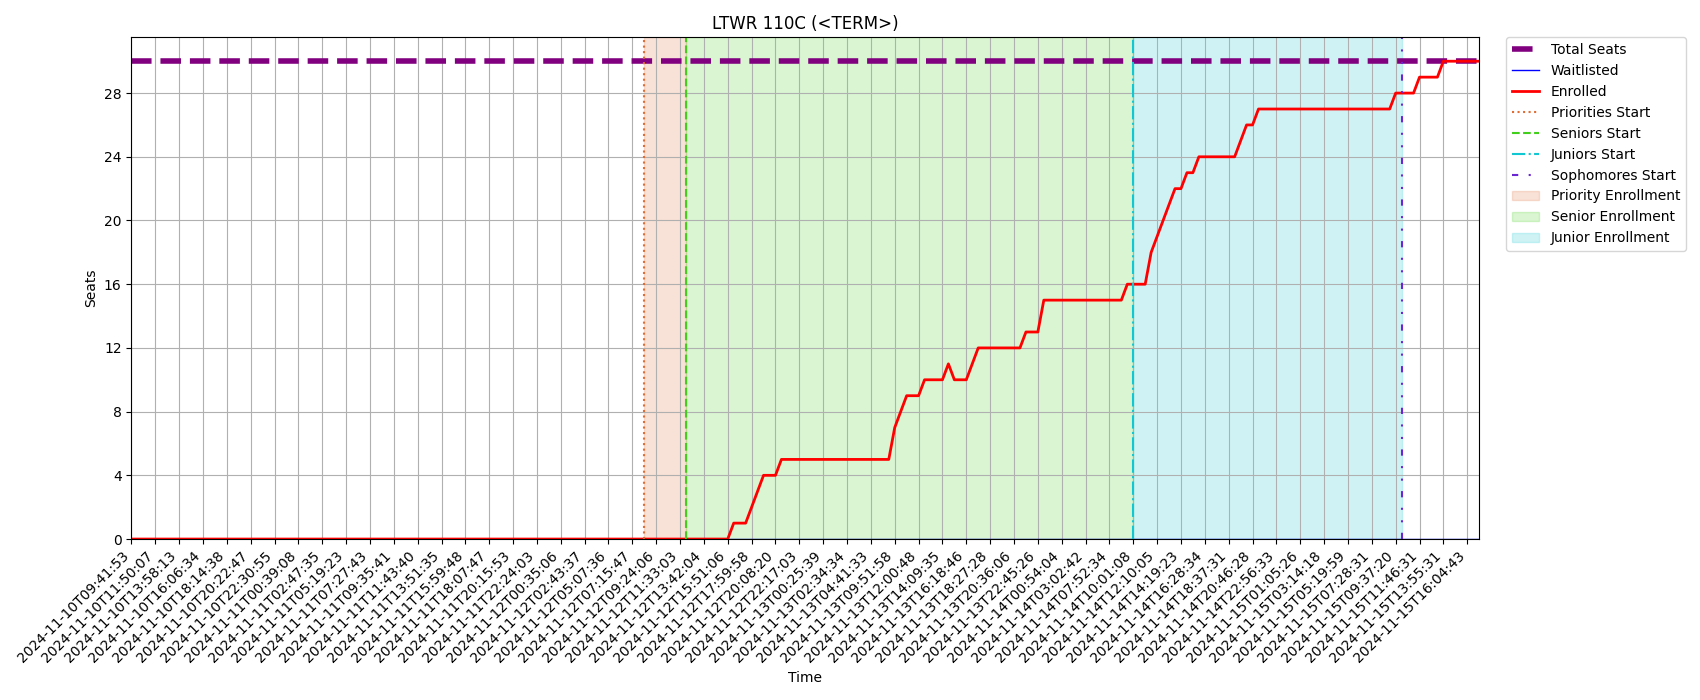 LTWR 110C (<TERM>)
Total Seats
Waitlisted
Enrolled
Priorities Start
Seniors Start
Juniors Start
Sophomores Start
Priority Enrollment
Senior Enrollment
Junior Enrollment
Seats
28
24
20
16
12
8
4
0
2024-11-10T09:41:53
2024-11-10T11:50:07
2024-11-10T13:58:13
2024-11-10T16:06:34
2024-11-10T18:14:38
2024-11-10T20:22:47
2024-11-10T22:30:55
2024-11-11T00:39:08
2024-11-11T02:47:35
2024-11-11T05:19:23
2024-11-11T07:27:43
2024-11-11T09:35:41
2024-11-11T11:43:40
2024-11-11T13:51:35
2024-11-11T15:59:48
2024-11-11T18:07:47
2024-11-11T20:15:53
2024-11-11T22:24:03
2024-11-12T00:35:06
2024-11-12T02:43:37
2024-11-12T05:07:36
2024-11-12T07:15:47
2024-11-12T09:24:06
2024-11-12T11:33:03
2024-11-12T13:42:04
2024-11-12T15:51:06
2024-11-12T17:59:58
2024-11-12T20:08:20
2024-11-12T22:17:03
2024-11-13T00:25:39
2024-11-13T02:34:34
2024-11-13T04:41:33
2024-11-13T09:51:58
2024-11-13T12:00:48
2024-11-13T14:09:35
2024-11-13T16:18:46
2024-11-13T18:27:28
2024-11-13T20:36:06
2024-11-13T22:45:26
2024-11-14T00:54:04
2024-11-14T03:02:42
2024-11-14T07:52:34
2024-11-14T10:01:08
2024-11-14T12:10:05
2024-11-14T14:19:23
2024-11-14T16:28:34
2024-11-14T18:37:31
2024-11-14T20:46:28
2024-11-14T22:56:33
2024-11-15T01:05:26
2024-11-15T03:14:18
2024-11-15T05:19:59
2024-11-15T07:28:31
2024-11-15T09:37:20
2024-11-15T11:46:31
2024-11-15T13:55:31
2024-11-15T16:04:43
Time